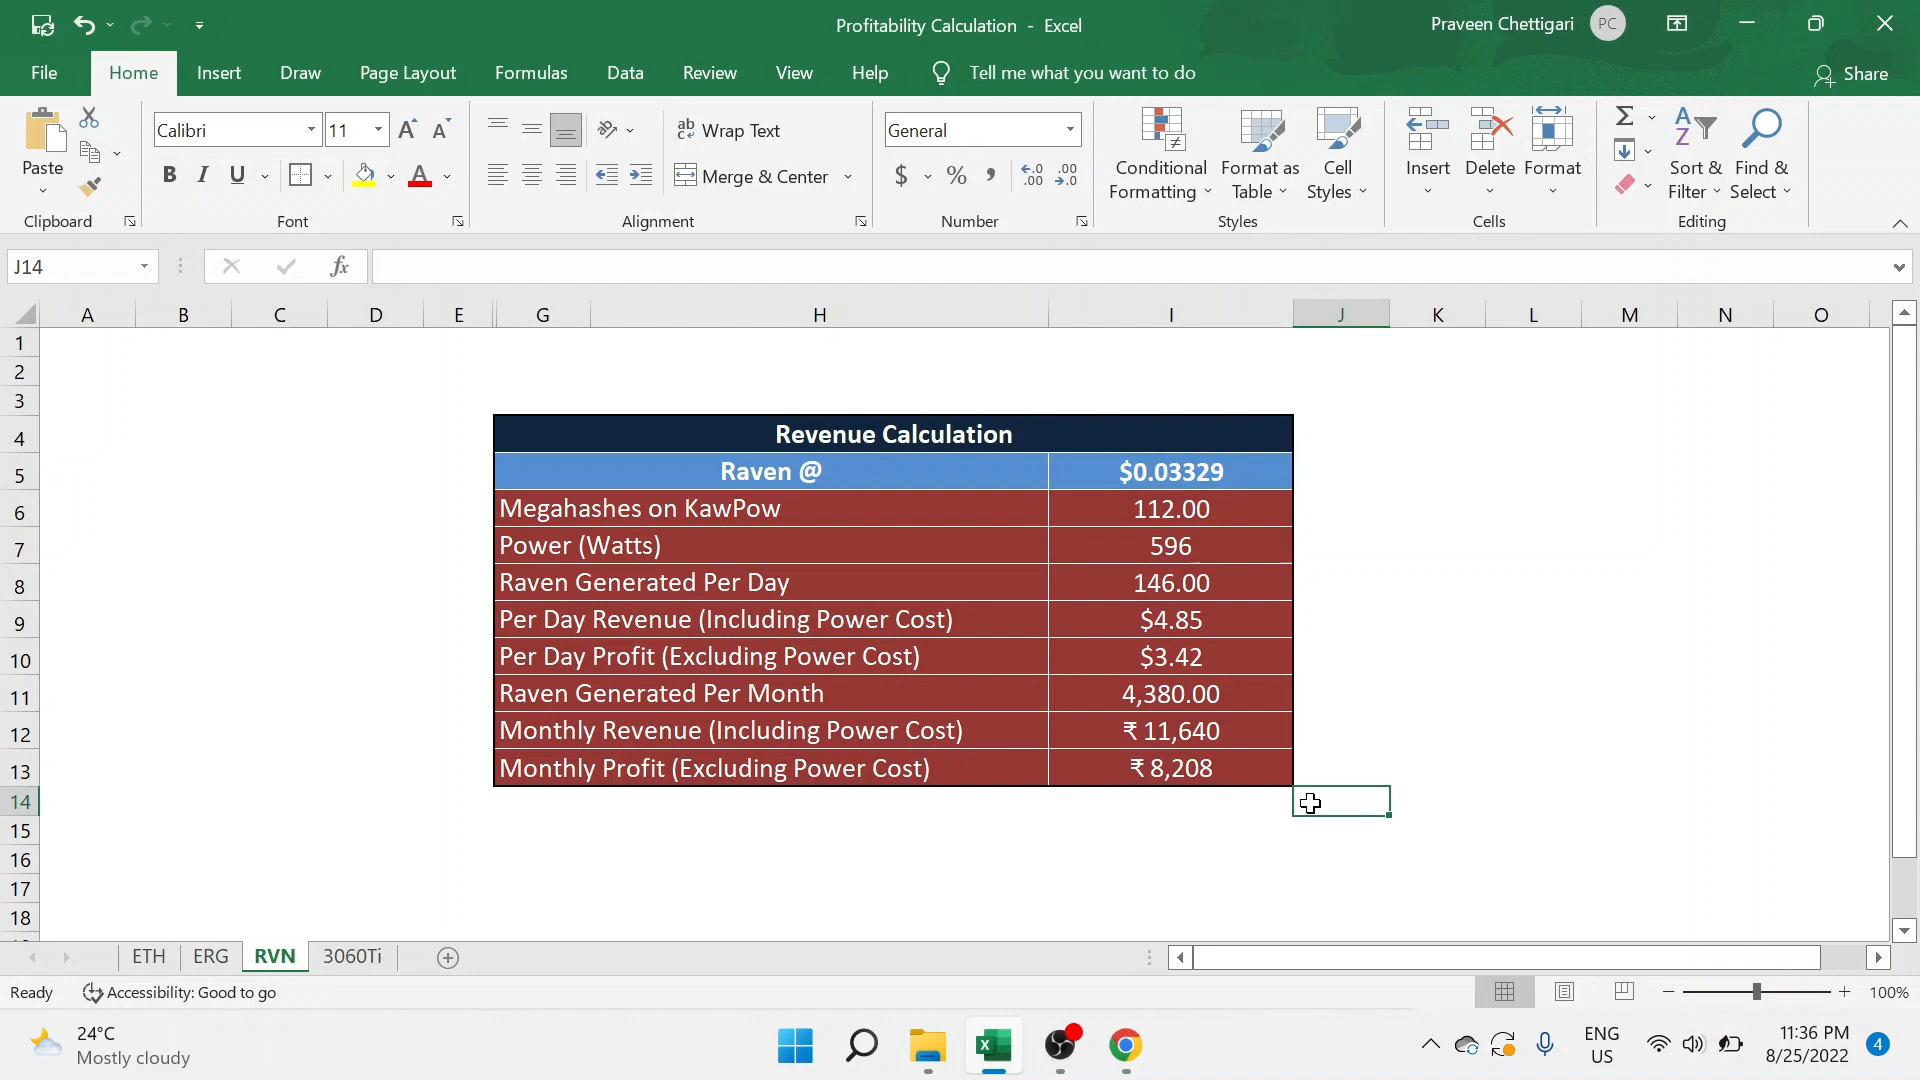 Profitability Calculation - Excel
Praveen Chettigari PC
File Home Insert Draw Page Layout Formulas Data Review View Help Tell me what you want to do Share
Paste
Clipboard
Calibri 11
B I U A
Font
Wrap Text
Merge & Center
Alignment
General
$ % ,
Number
Conditional Formatting
Format as Table
Cell Styles
Styles
Insert Delete Format
Cells
Sort & Filter
Find & Select
Editing
J14 fx
A B C D E G H I J K L M N O
1
2
3
4 Revenue Calculation
5 Raven @ $0.03329
6 Megahashes on KawPow 112.00
7 Power (Watts) 596
8 Raven Generated Per Day 146.00
9 Per Day Revenue (Including Power Cost) $4.85
10 Per Day Profit (Excluding Power Cost) $3.42
11 Raven Generated Per Month 4,380.00
12 Monthly Revenue (Including Power Cost) ₹ 11,640
13 Monthly Profit (Excluding Power Cost) ₹ 8,208
14
15
16
17
18
ETH ERG RVN 3060Ti
Ready Accessibility: Good to go 100%
24°C
Mostly cloudy
ENG
US
11:36 PM
8/25/2022
4